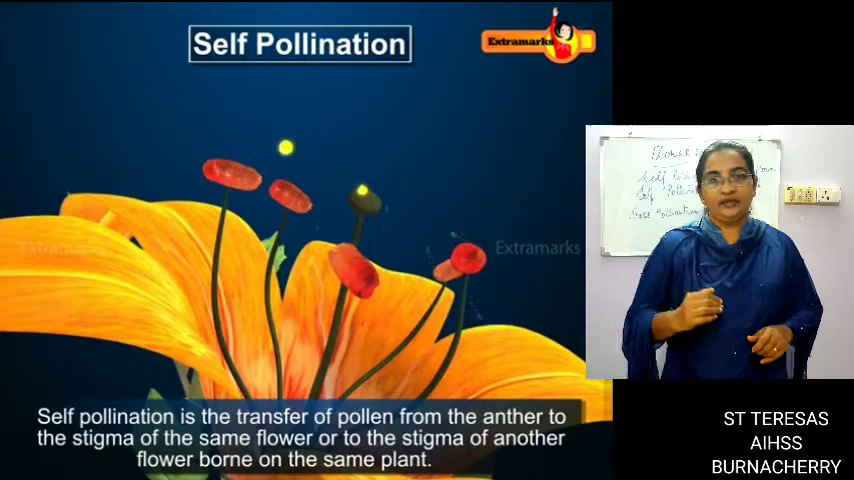 Self Pollination
Extramarks
Extramarks
Extramarks
Self pollination is the transfer of pollen from the anther to
the stigma of the same flower or to the stigma of another
flower borne on the same plant.
Self
Self
ST TERESAS
AIHSS
BURNACHERRY